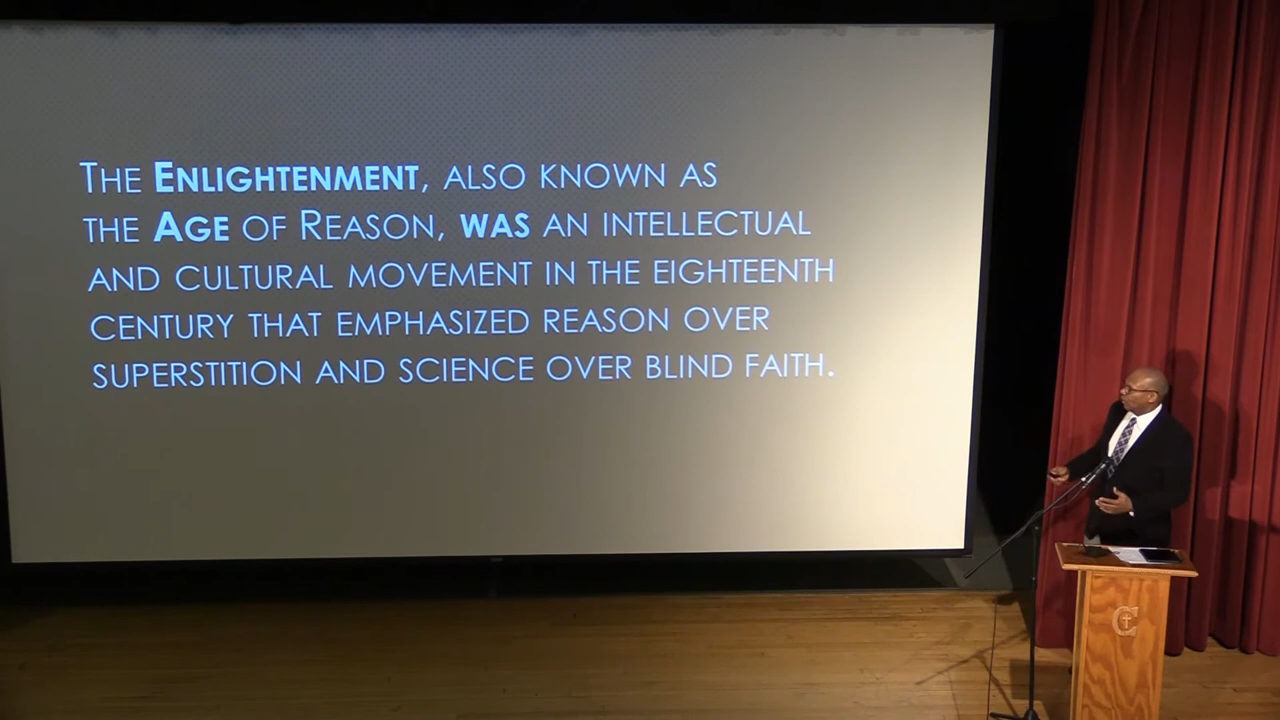 THE ENLIGHTENMENT, ALSO KNOWN AS
THE AGE OF REASON, WAS AN INTELLECTUAL
AND CULTURAL MOVEMENT IN THE EIGHTEENTH
CENTURY THAT EMPHASIZED REASON OVER
SUPERSTITION AND SCIENCE OVER BLIND FAITH.
C